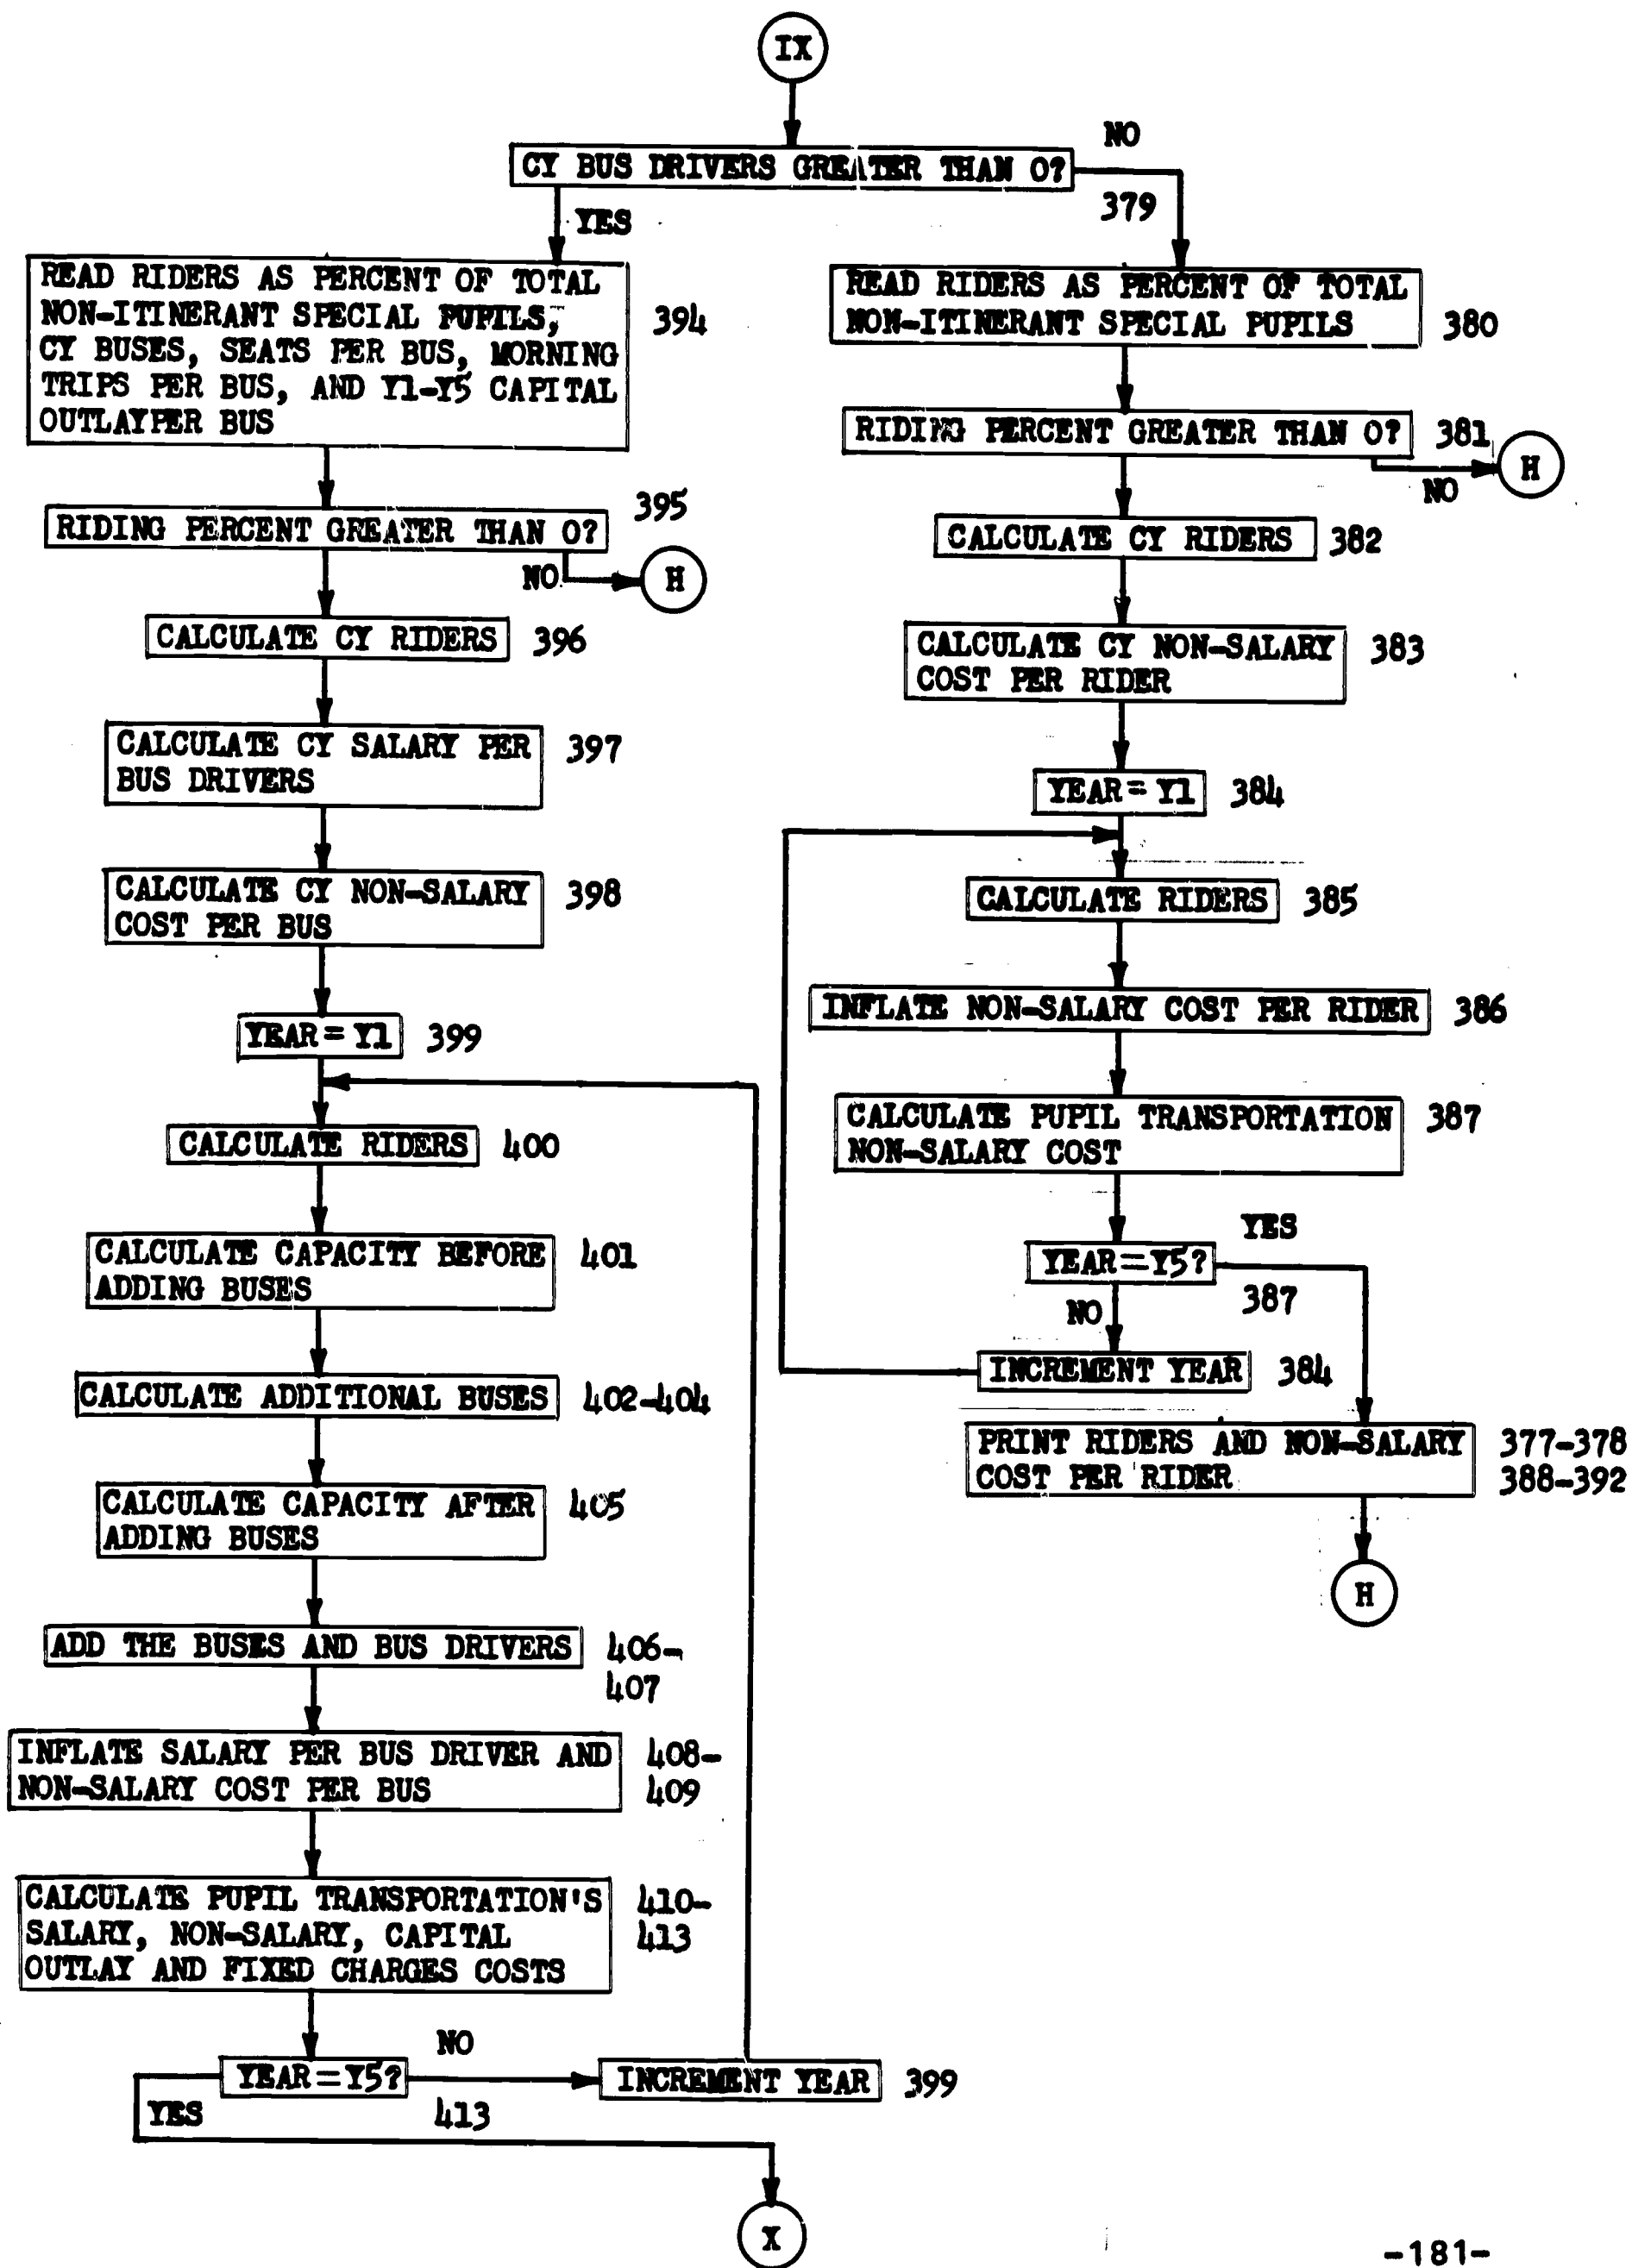 IX
CY BUS DRIVERS GREATER THAN 0?
NO
379
YES
READ RIDERS AS PERCENT OF TOTAL
NON-ITINERANT SPECIAL PUPILS,
CY BUSES, SEATS PER BUS, MORNING
TRIPS PER BUS, AND Y1-Y5 CAPITAL
OUTLAYPER BUS
394
RIDING PERCENT GREATER THAN 0?
395
NO
H
CALCULATE CY RIDERS
396
CALCULATE CY SALARY PER
BUS DRIVERS
397
CALCULATE CY NON-SALARY
COST PER BUS
398
YEAR = Y1
399
CALCULATE RIDERS
400
CALCULATE CAPACITY BEFORE
ADDING BUSES
401
CALCULATE ADDITIONAL BUSES
402-404
CALCULATE CAPACITY AFTER
ADDING BUSES
405
ADD THE BUSES AND BUS DRIVERS
406-
407
INFLATE SALARY PER BUS DRIVER AND
NON-SALARY COST PER BUS
408-
409
CALCULATE PUPIL TRANSPORTATION'S
SALARY, NON-SALARY, CAPITAL
OUTLAY AND FIXED CHARGES COSTS
410-
413
YEAR = Y5?
NO
413
YES
INCREMENT YEAR
399
X
READ RIDERS AS PERCENT OF TOTAL
NON-ITINERANT SPECIAL PUPILS
380
RIDING PERCENT GREATER THAN 0?
381
NO
H
CALCULATE CY RIDERS
382
CALCULATE CY NON-SALARY
COST PER RIDER
383
YEAR = Y1
384
CALCULATE RIDERS
385
INFLATE NON-SALARY COST PER RIDER
386
CALCULATE PUPIL TRANSPORTATION
NON-SALARY COST
387
YEAR = Y5?
YES
387
NO
INCREMENT YEAR
384
PRINT RIDERS AND NON-SALARY
COST PER RIDER
377-378
388-392
H
-181-